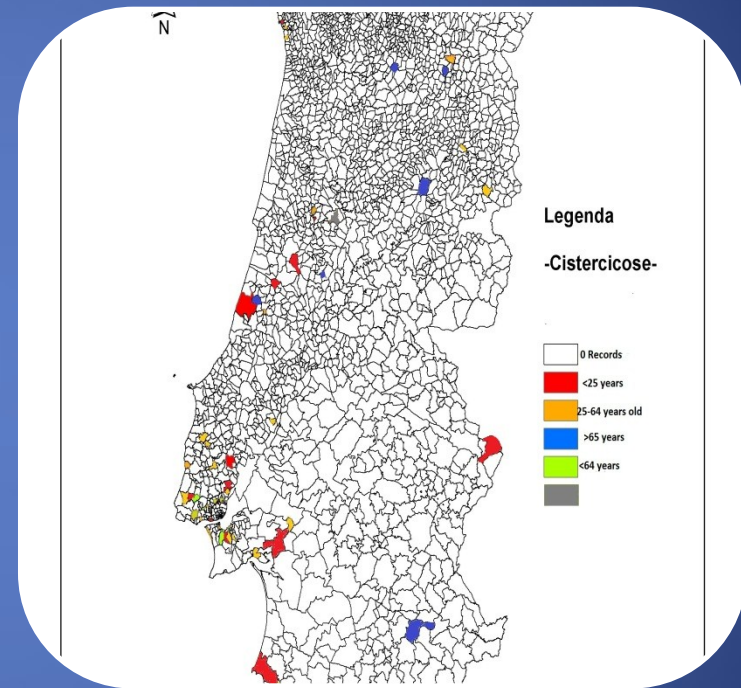 N
Legenda
-Cistercicose-
0 Records
<25 years
25-64 years old
>65 years
<64 years